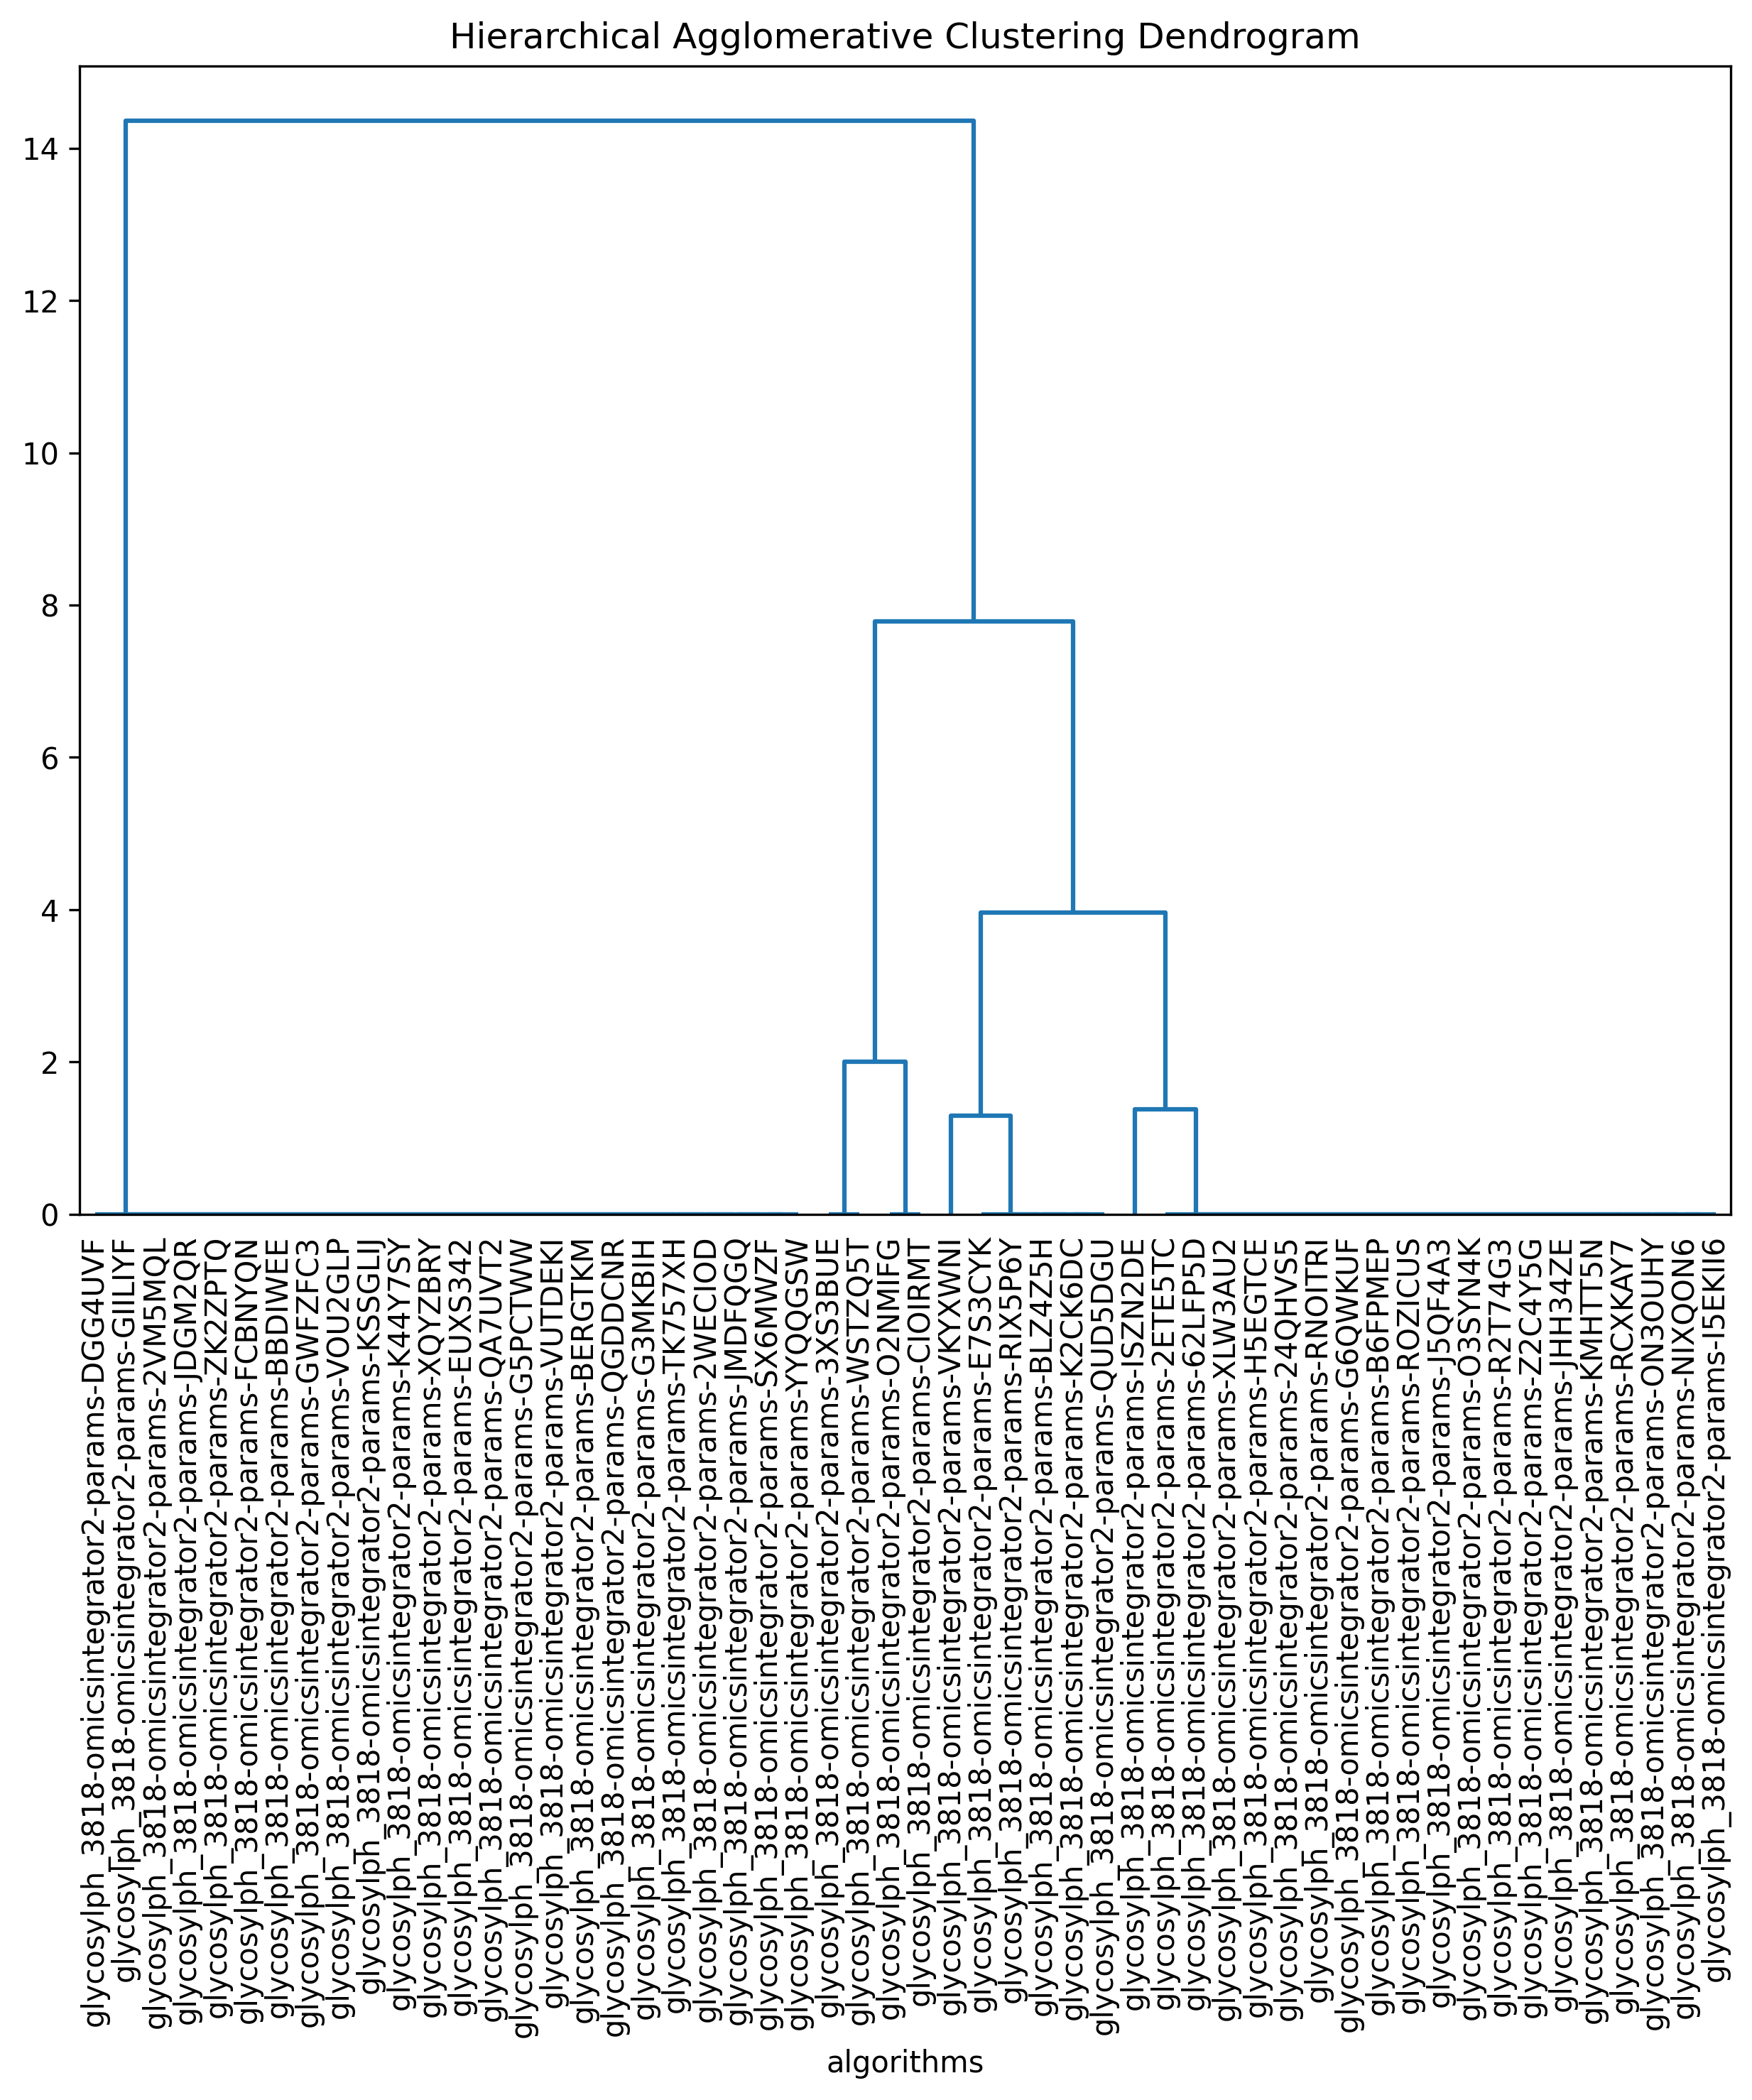 Hierarchical Agglomerative Clustering Dendrogram
14
12
10
8
6
4
2
0
glycosylph_3818-omicsintegrator2-params-DGG4UVF
glycosylph_3818-omicsintegrator2-params-GIILIYF
glycosylph_3818-omicsintegrator2-params-2VM5MQL
glycosylph_3818-omicsintegrator2-params-JDGM2QR
glycosylph_3818-omicsintegrator2-params-ZK2ZPTQ
glycosylph_3818-omicsintegrator2-params-FCBNYQN
glycosylph_3818-omicsintegrator2-params-BBDIWEE
glycosylph_3818-omicsintegrator2-params-GWFZFC3
glycosylph_3818-omicsintegrator2-params-VOU2GLP
glycosylph_3818-omicsintegrator2-params-KSSGLIJ
glycosylph_3818-omicsintegrator2-params-K44Y7SY
glycosylph_3818-omicsintegrator2-params-XQYZBRY
glycosylph_3818-omicsintegrator2-params-EUXS342
glycosylph_3818-omicsintegrator2-params-QA7UVT2
glycosylph_3818-omicsintegrator2-params-G5PCTWW
glycosylph_3818-omicsintegrator2-params-VUTDEKI
glycosylph_3818-omicsintegrator2-params-BERGTKM
glycosylph_3818-omicsintegrator2-params-QGDDCNR
glycosylph_3818-omicsintegrator2-params-G3MKBIH
glycosylph_3818-omicsintegrator2-params-TK757XH
glycosylph_3818-omicsintegrator2-params-2WECIOD
glycosylph_3818-omicsintegrator2-params-JMDFQGQ
glycosylph_3818-omicsintegrator2-params-SX6MWZF
glycosylph_3818-omicsintegrator2-params-YYQQGSW
glycosylph_3818-omicsintegrator2-params-3XS3BUE
glycosylph_3818-omicsintegrator2-params-WSTZQ5T
glycosylph_3818-omicsintegrator2-params-O2NMIFG
glycosylph_3818-omicsintegrator2-params-CIOIRMT
glycosylph_3818-omicsintegrator2-params-VKYXWNI
glycosylph_3818-omicsintegrator2-params-E7S3CYK
glycosylph_3818-omicsintegrator2-params-RIX5P6Y
glycosylph_3818-omicsintegrator2-params-BLZ4Z5H
glycosylph_3818-omicsintegrator2-params-K2CK6DC
glycosylph_3818-omicsintegrator2-params-QUD5DGU
glycosylph_3818-omicsintegrator2-params-ISZN2DE
glycosylph_3818-omicsintegrator2-params-2ETE5TC
glycosylph_3818-omicsintegrator2-params-62LFP5D
glycosylph_3818-omicsintegrator2-params-XLW3AU2
glycosylph_3818-omicsintegrator2-params-H5EGTCE
glycosylph_3818-omicsintegrator2-params-24QHVS5
glycosylph_3818-omicsintegrator2-params-RNOITRI
glycosylph_3818-omicsintegrator2-params-G6QWKUF
glycosylph_3818-omicsintegrator2-params-B6FPMEP
glycosylph_3818-omicsintegrator2-params-ROZICUS
glycosylph_3818-omicsintegrator2-params-J5QF4A3
glycosylph_3818-omicsintegrator2-params-O3SYN4K
glycosylph_3818-omicsintegrator2-params-R2T74G3
glycosylph_3818-omicsintegrator2-params-Z2C4Y5G
glycosylph_3818-omicsintegrator2-params-JHH34ZE
glycosylph_3818-omicsintegrator2-params-KMHTT5N
glycosylph_3818-omicsintegrator2-params-RCXKAY7
glycosylph_3818-omicsintegrator2-params-ON3OUHY
glycosylph_3818-omicsintegrator2-params-NIXQON6
glycosylph_3818-omicsintegrator2-params-I5EKII6
algorithms